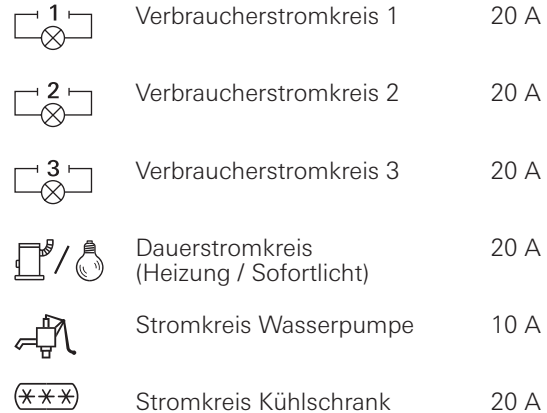 1 Verbraucherstromkreis 1 20 A
2 Verbraucherstromkreis 2 20 A
3 Verbraucherstromkreis 3 20 A
/ Dauerstromkreis 20 A
(Heizung / Sofortlicht)
Stromkreis Wasserpumpe 10 A
*** Stromkreis Kühlschrank 20 A